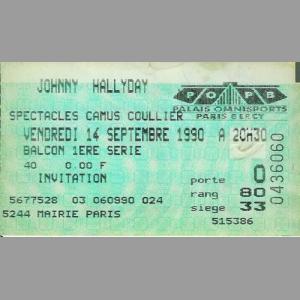 JOHNNY HALLYDAY
POPB
PALAIS OMNISPORTS
PARIS BERCY
SPECTACLES CAMUS COULLIER
VENDREDI 14 SEPTEMBRE 1990 A 20H30
BALCON 1ERE SERIE
40 0.00 F
INVITATION
porte 0
rang 80
siege 33
5677528 03 060990 024
5244 MAIRIE PARIS
515386
0436060